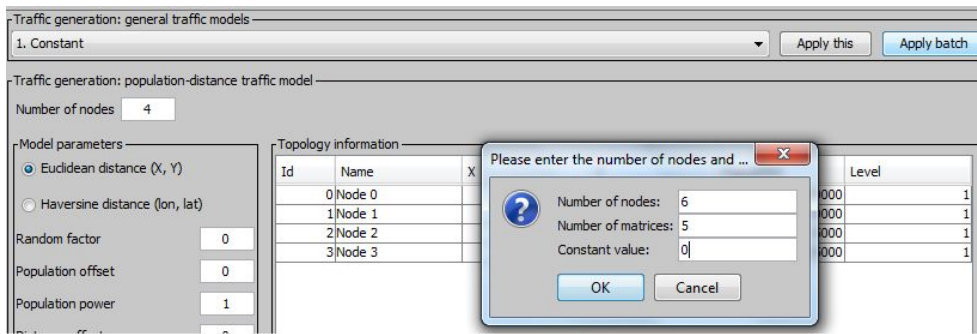 Traffic generation: general traffic models
1. Constant
Apply this
Apply batch
Traffic generation: population-distance traffic model
Number of nodes 4
Model parameters
Euclidean distance (X, Y)
Haversine distance (lon, lat)
Random factor 0
Population offset 0
Population power 1
Topology information
Id Name X Level
0 Node 0 0000 1
1 Node 1 0000 1
2 Node 2 5000 1
3 Node 3 5000 1
Please enter the number of nodes and ...
Number of nodes: 6
Number of matrices: 5
Constant value: 0
OK Cancel